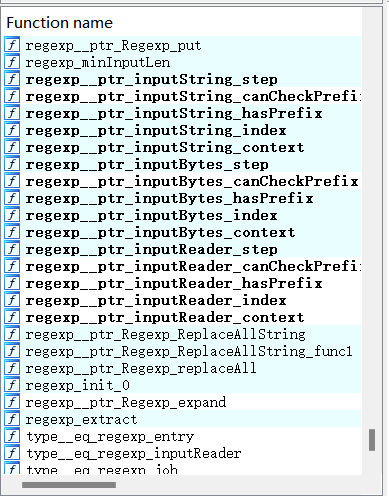 Function name
regexp__ptr_Regexp_put
regexp_minInputLen
regexp__ptr_inputString_step
regexp__ptr_inputString_canCheckPrefi
regexp__ptr_inputString_hasPrefix
regexp__ptr_inputString_index
regexp__ptr_inputString_context
regexp__ptr_inputBytes_step
regexp__ptr_inputBytes_canCheckPrefix
regexp__ptr_inputBytes_hasPrefix
regexp__ptr_inputBytes_index
regexp__ptr_inputBytes_context
regexp__ptr_inputReader_step
regexp__ptr_inputReader_canCheckPrefi
regexp__ptr_inputReader_hasPrefix
regexp__ptr_inputReader_index
regexp__ptr_inputReader_context
regexp__ptr_Regexp_ReplaceAllString
regexp__ptr_Regexp_ReplaceAllString_func1
regexp__ptr_Regexp_replaceAll
regexp_init_0
regexp__ptr_Regexp_expand
regexp_extract
type__eq_regexp_entry
type__eq_regexp_inputReader
type__eq_regexp_job